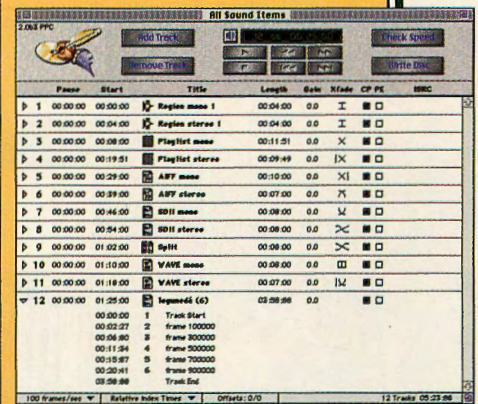 All Sound Items
2.0b3 PPC
Add Track
Check Speed
Remove Track
Write Disc
Pause Start Title Length Gain Xfade CP PE ISRC
1 00:00:00 00:00:00 Region mono 1 00:04:00 0.0
2 00:00:00 00:04:00 Region stereo 1 00:04:00 0.0
3 00:00:00 00:08:00 Playlist mono 00:11:51 0.0
4 00:00:00 00:19:51 Playlist stereo 00:09:49 0.0
5 00:00:00 00:29:00 AIFF mono 00:10:00 0.0
6 00:00:00 00:39:00 AIFF stereo 00:07:00 0.0
7 00:00:00 00:46:00 SDII mono 00:08:00 0.0
8 00:00:00 00:54:00 SDII stereo 00:08:00 0.0
9 00:00:00 01:02:00 Split 00:08:00 0.0
10 00:00:00 01:10:00 WAVE mono 00:08:00 0.0
11 00:00:00 01:18:00 WAVE stereo 00:07:00 0.0
12 00:00:00 01:25:00 (6) 0.0
00:00:00 1 Track Start
00:02:27 2 frame 100000
3 frame 300000
4 frame 500000
5 frame 700000
00:20:41 6 frame 900000
Track End
100 frames/sec Relative Index Times Offsets: 0/0 12 Tracks 05:23:98